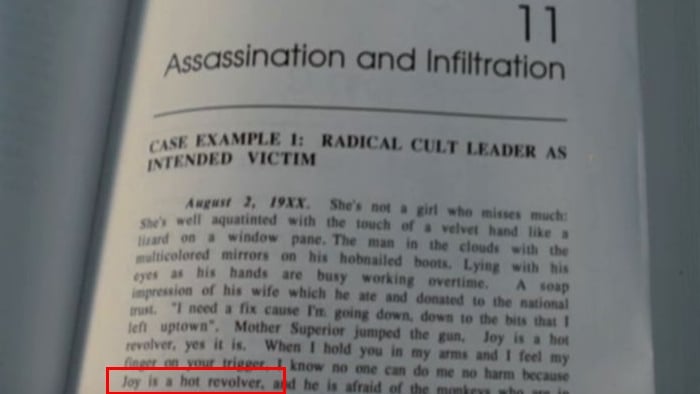 11
Assassination and Infiltration
CASE EXAMPLE 1: RADICAL CULT LEADER AS
INTENDED VICTIM
August 2, 19XX. She's not a girl who misses much:
She's well aquatinted with the touch of a velvet hand like a
lizard on a window pane. The man in the clouds with the
multicolored mirrors on his hobnailed boots. Lying with his
eyes as his hands are busy working overtime. A soap
impression of his wife which he ate and donated to the national
trust. "I need a fix cause I'm going down, down to the bits that I
left uptown". Mother Superior jumped the gun. Joy is a hot
revolver, yes it is. When I hold you in my arms and I feel my
finger on your trigger, I know no one can do me no harm because
Joy is a hot revolver, and he is afraid of the monkeys who are in